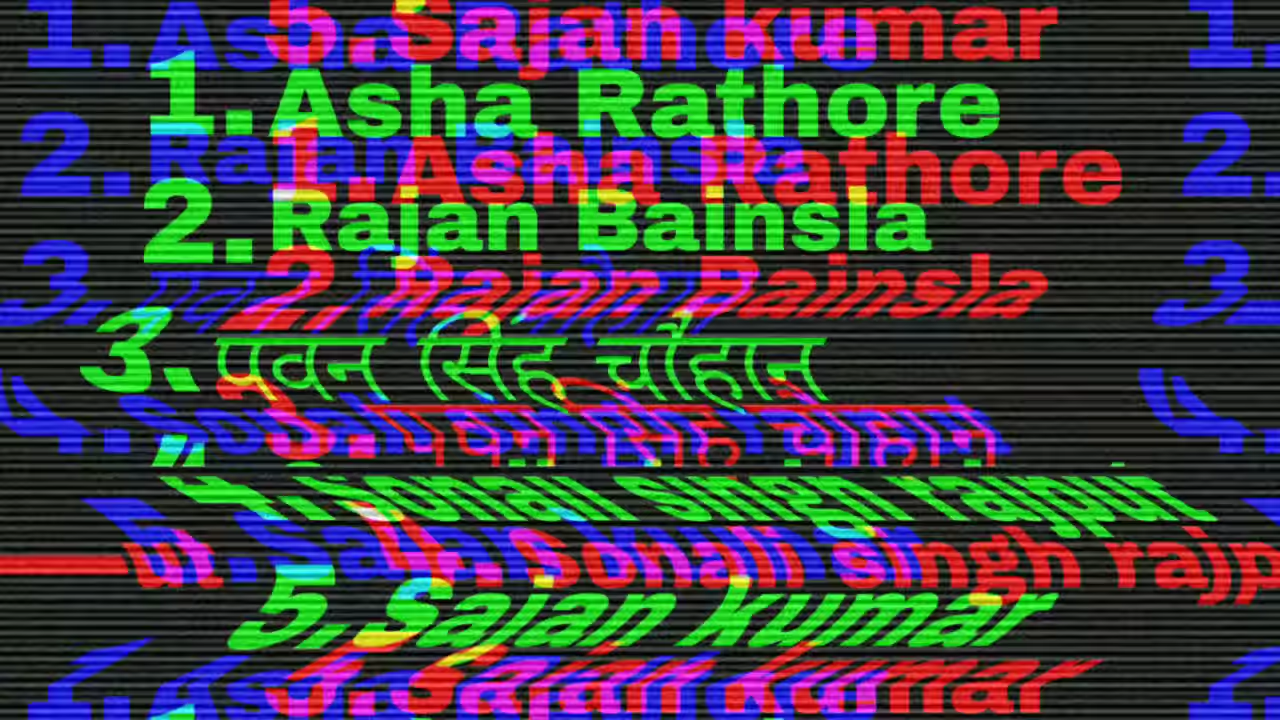 1. Asha Rathore
2. Rajan Bainsla
3. पवन सिंह चौहान
4. Sonali singh rajput
5. Sajan kumar